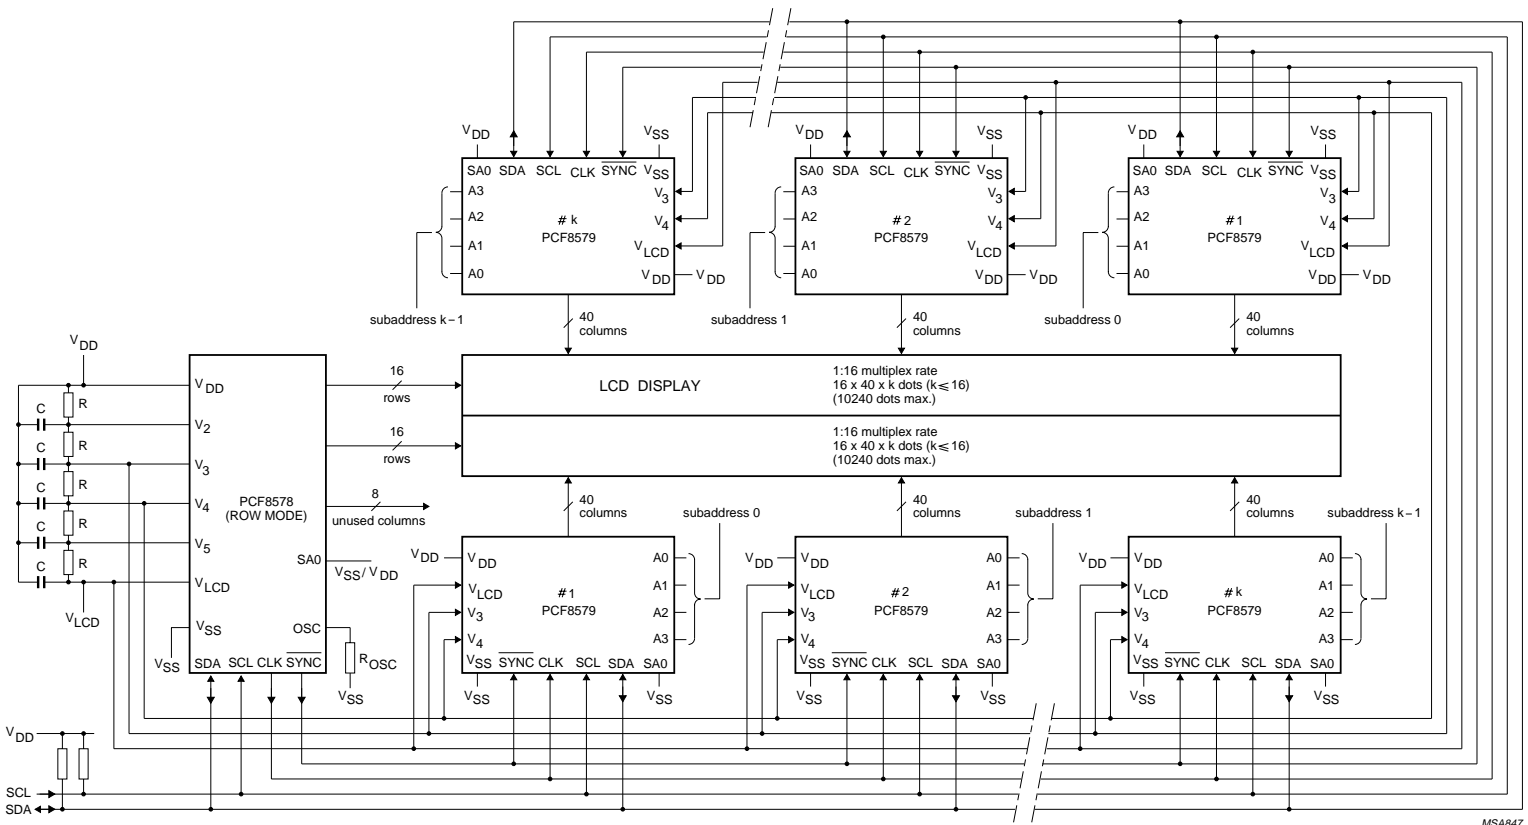 VDD VSS VDD VSS VDD VSS
SA0 SDA SCL CLK SYNC VSS
A3 V3
A2 # k V4
PCF8579
A1 VLCD
A0 VDD VDD
SA0 SDA SCL CLK SYNC VSS
A3 V3
A2 # 2 V4
PCF8579
A1 VLCD
A0 VDD VDD
SA0 SDA SCL CLK SYNC VSS
A3 V3
A2 # 1 V4
PCF8579
A1 VLCD
A0 VDD VDD
subaddress k–1
40
columns
subaddress 1
40
columns
subaddress 0
40
columns
VDD
C R
C R
C R
C R
C R
VLCD
VDD
V2
V3
V4
V5
VLCD
VSS
PCF8578
(ROW MODE)
SA0
OSC
SDA SCL CLK SYNC
VSS
VSS/ VDD
ROSC
VSS
16
rows
16
rows
8
unused columns
LCD DISPLAY
1:16 multiplex rate
16 x 40 x k dots (k ⩽ 16)
(10240 dots max.)
1:16 multiplex rate
16 x 40 x k dots (k ⩽ 16)
(10240 dots max.)
40
columns
subaddress 0
40
columns
subaddress 1
40
columns
subaddress k–1
VDD VDD A0
VLCD A1
# 1
PCF8579
V3 A2
V4 A3
VSS SYNC CLK SCL SDA SA0
VSS VSS
VDD VDD A0
VLCD A1
# 2
PCF8579
V3 A2
V4 A3
VSS SYNC CLK SCL SDA SA0
VSS VSS
VDD VDD A0
VLCD A1
# k
PCF8579
V3 A2
V4 A3
VSS SYNC CLK SCL SDA SA0
VSS VSS
VDD
SCL
SDA
MSA847